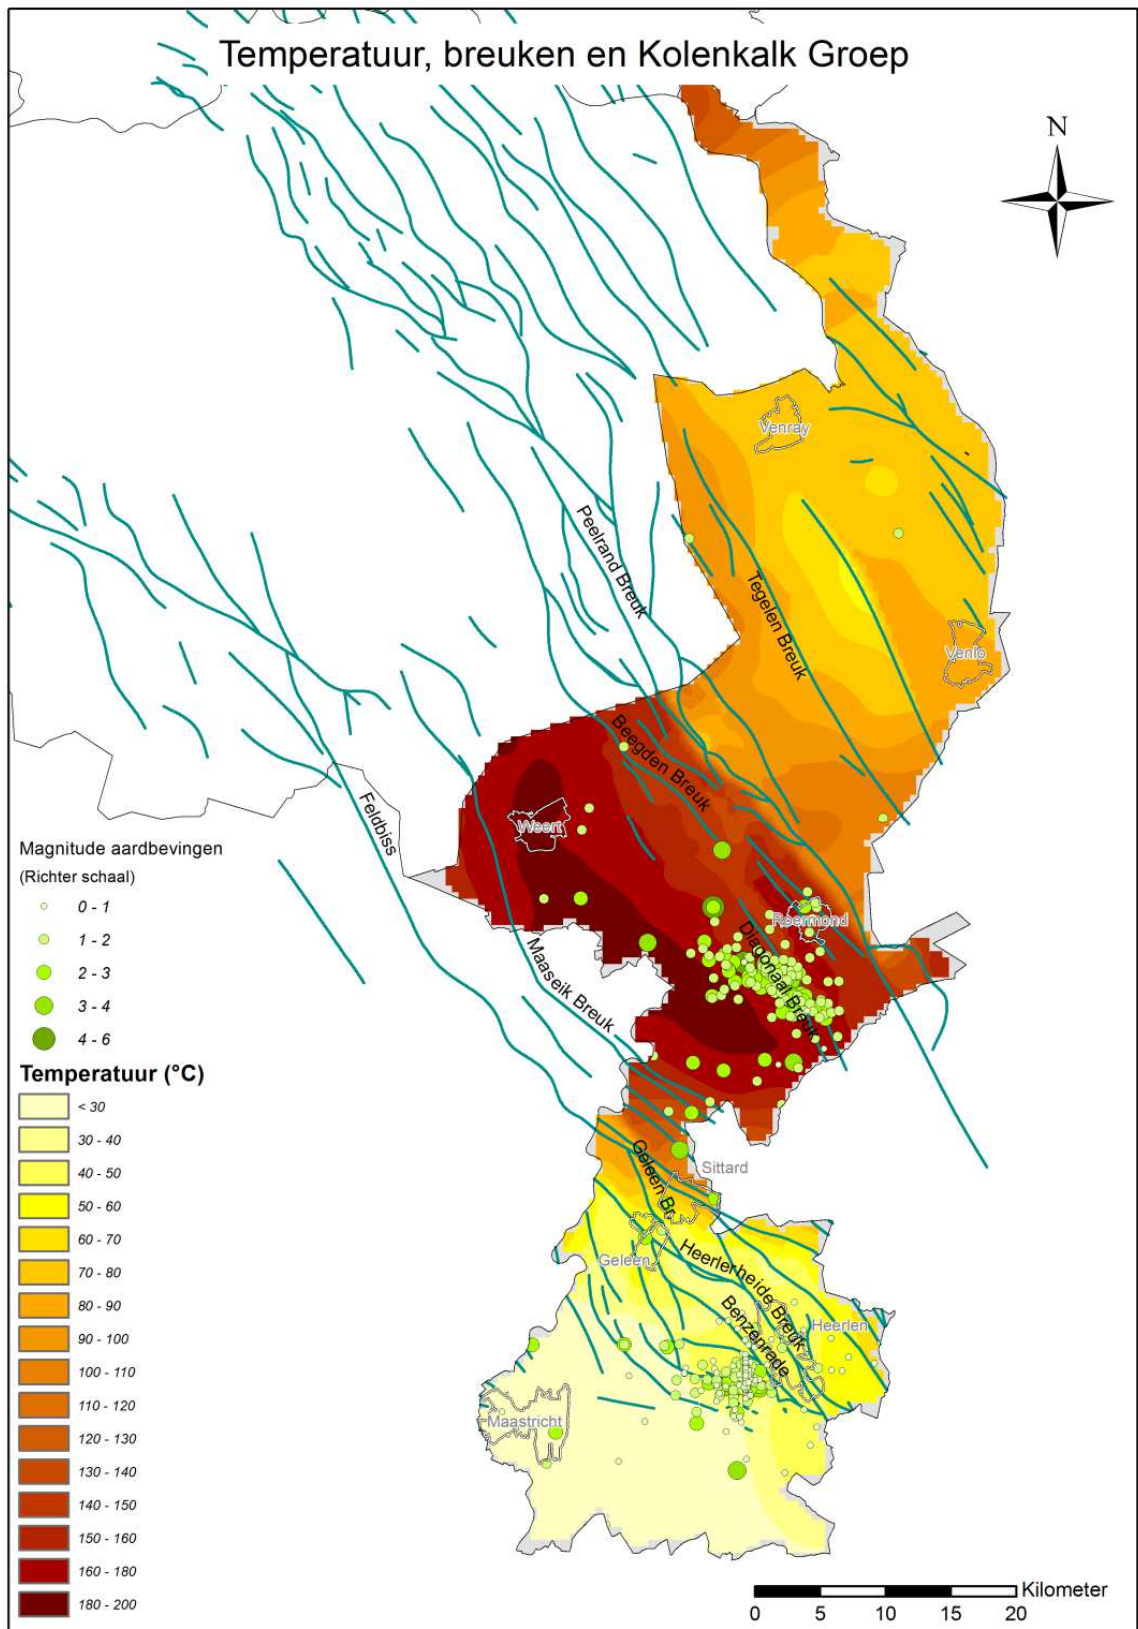 Temperatuur, breuken en Kolenkalk Groep
N
Venray
Peelrand Breuk
Tegelen Breuk
Venlo
Beegden Breuk
Feldbiss
Weert
Roermond
Diagonaal Breuk
Maaseik Breuk
Sittard
Geleen Br.
Geleen
Heerlerheide Breuk
Benzenrade
Heerlen
Maastricht
Magnitude aardbevingen
(Richter schaal)
0 - 1
1 - 2
2 - 3
3 - 4
4 - 6
Temperatuur (°C)
< 30
30 - 40
40 - 50
50 - 60
60 - 70
70 - 80
80 - 90
90 - 100
100 - 110
110 - 120
120 - 130
130 - 140
140 - 150
150 - 160
160 - 180
180 - 200
Kilometer
0 5 10 15 20